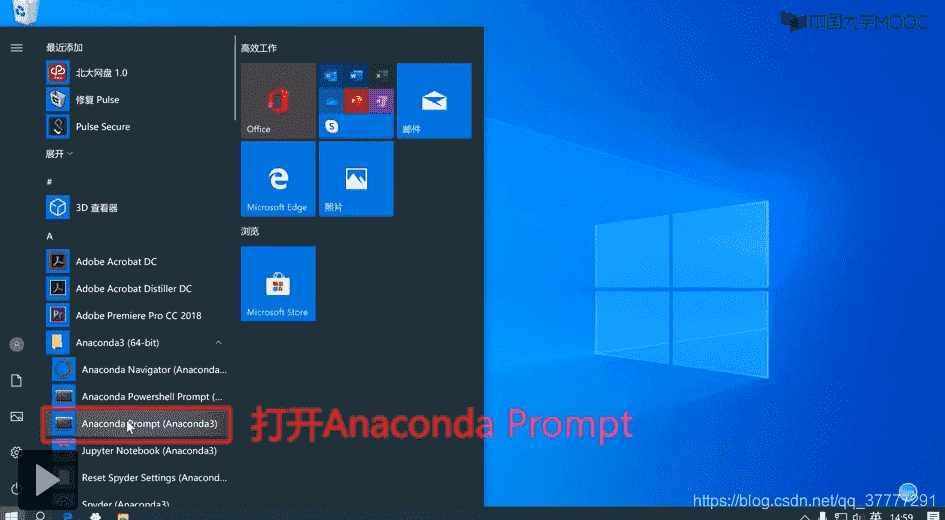 中国大学MOOC
最近添加
北大网盘 1.0
修复 Pulse
Pulse Secure
展开
#
3D 查看器
A
Adobe Acrobat DC
Adobe Acrobat Distiller DC
Adobe Premiere Pro CC 2018
Anaconda3 (64-bit)
Anaconda Navigator (Anaconda...
Anaconda Powershell Prompt (...
Anaconda Prompt (Anaconda3)
Jupyter Notebook (Anaconda3)
Reset Spyder Settings (Anacond...
Spyder (Anaconda3)
高效工作
Office
邮件
Microsoft Edge
照片
浏览
Microsoft Store
打开Anaconda Prompt
https://blog.csdn.net/qq_37777291
英
14:59